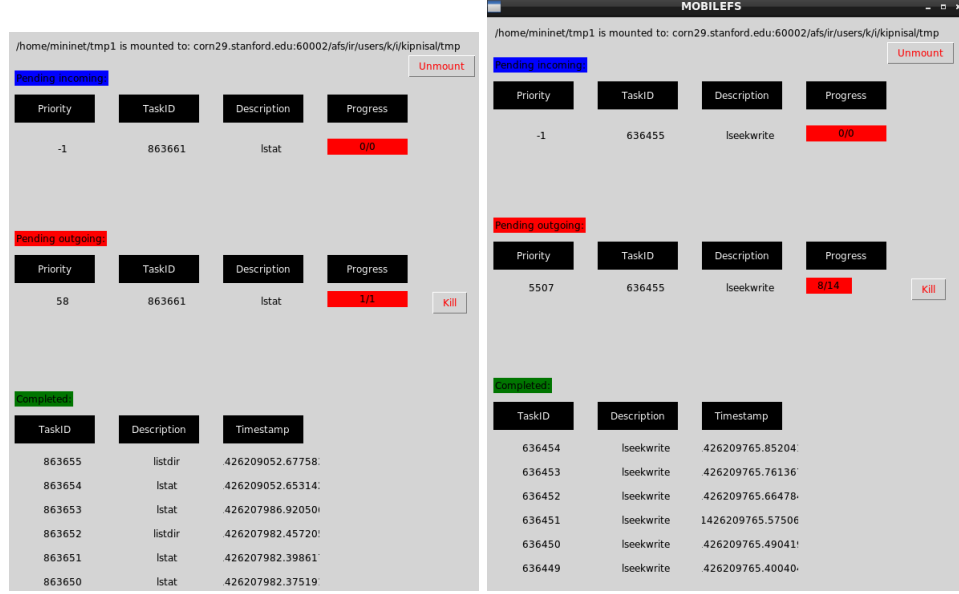 /home/mininet/tmp1 is mounted to: corn29.stanford.edu:60002/afs/ir/users/k/i/kipnisal/tmp
Unmount
Pending incoming:
Priority TaskID Description Progress
-1 863661 lstat 0/0
Pending outgoing:
Priority TaskID Description Progress
58 863661 lstat 1/1 Kill
Completed:
TaskID Description Timestamp
863655 listdir .426209052.67758
863654 lstat .426209052.65314
863653 lstat .426207986.92050
863652 listdir .426207982.45720
863651 lstat .426207982.39861
863650 lstat .426207982.37519
MOBILEFS
/home/mininet/tmp1 is mounted to: corn29.stanford.edu:60002/afs/ir/users/k/i/kipnisal/tmp
Unmount
Pending incoming:
Priority TaskID Description Progress
-1 636455 lseekwrite 0/0
Pending outgoing:
Priority TaskID Description Progress
5507 636455 lseekwrite 8/14 Kill
Completed:
TaskID Description Timestamp
636454 lseekwrite .426209765.85204
636453 lseekwrite .426209765.76136
636452 lseekwrite .426209765.66478
636451 lseekwrite 1426209765.57506
636450 lseekwrite .426209765.49041
636449 lseekwrite .426209765.40040